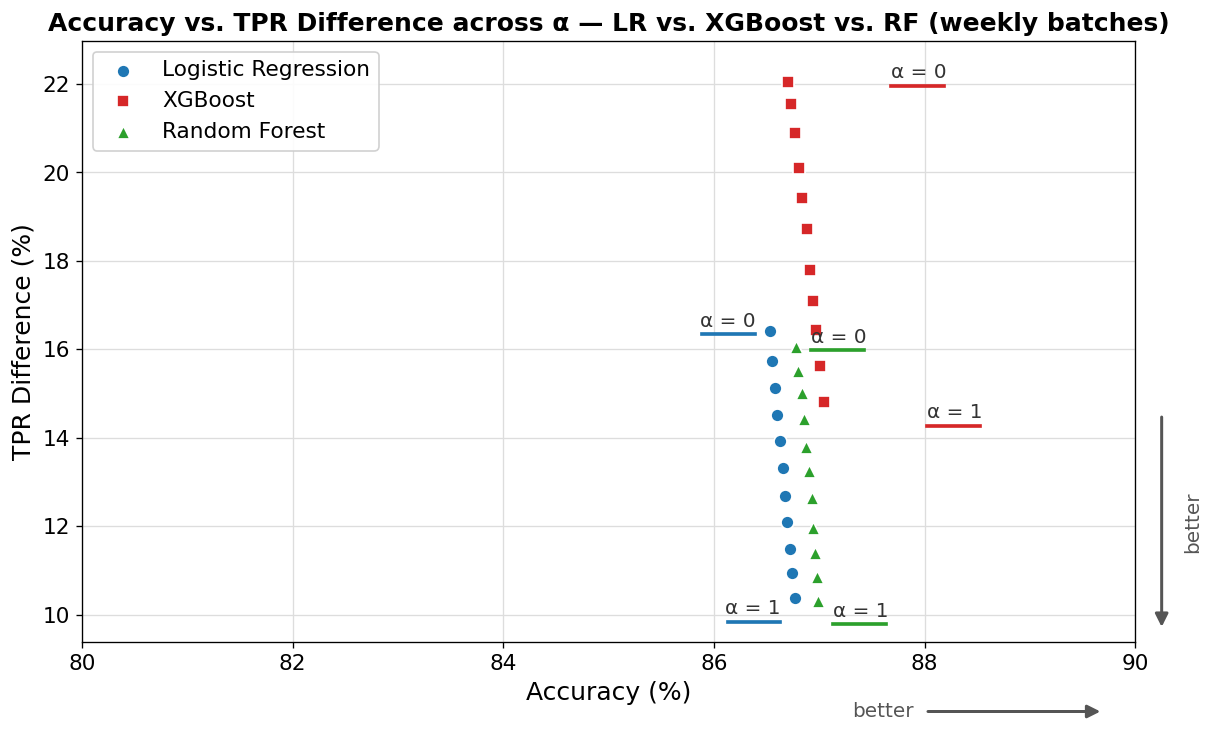 Accuracy vs. TPR Difference across α — LR vs. XGBoost vs. RF (weekly batches)
Logistic Regression
XGBoost
Random Forest
TPR Difference (%)
22
20
18
16
14
12
10
α = 0
α = 0
α = 0
α = 1
α = 1
α = 1
better
80
82
84
86
88
90
Accuracy (%)
better